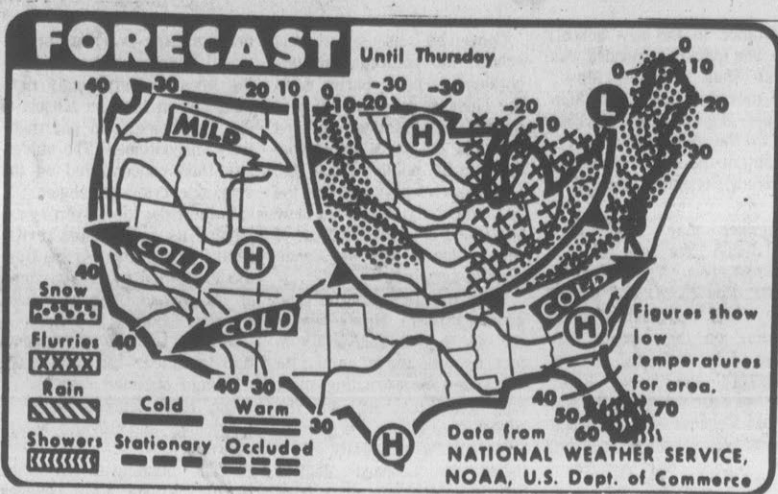 FORECAST
Until Thursday
40 30 20 10 0 -10 -20 -30 -30 -20 -10 0 0 0 10 20 30
MILD
H
L
COLD
H
40
COLD
COLD
H
40
40 30
30
H
40 50 60 70
Snow
Flurries
Rain
Showers
Cold
Warm
Stationary
Occluded
Figures show
low
temperatures
for area.
Data from
NATIONAL WEATHER SERVICE,
NOAA, U.S. Dept. of Commerce